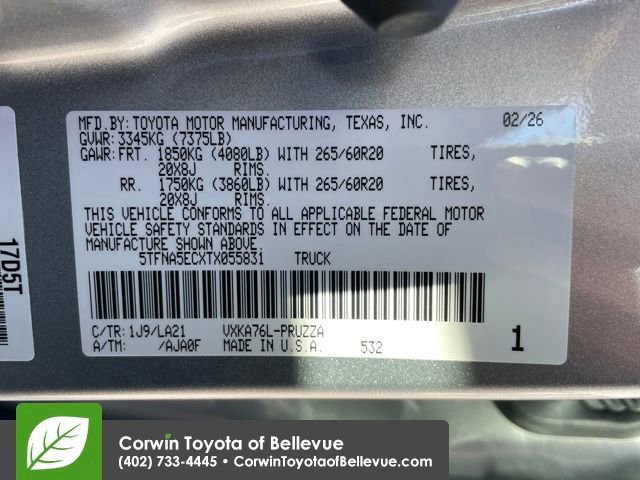 MFD.BY:TOYOTA MOTOR MANUFACTURING, TEXAS, INC. 02/26
GVWR:3345KG (7375LB)
GAWR:FRT. 1850KG (4080LB) WITH 265/60R20 TIRES,
20X8J RIMS.
RR. 1750KG (3860LB) WITH 265/60R20 TIRES,
20X8J RIMS.
THIS VEHICLE CONFORMS TO ALL APPLICABLE FEDERAL MOTOR
VEHICLE SAFETY STANDARDS IN EFFECT ON THE DATE OF
MANUFACTURE SHOWN ABOVE.
5TFNA5ECXTX055831 TRUCK
C/TR:1J9/LA21 VXKA76L-PRUZZA
A/TM: /AJA0F MADE IN U.S.A. 532 1
17D5T
Corwin Toyota of Bellevue
(402) 733-4445 • CorwinToyotaofBellevue.com